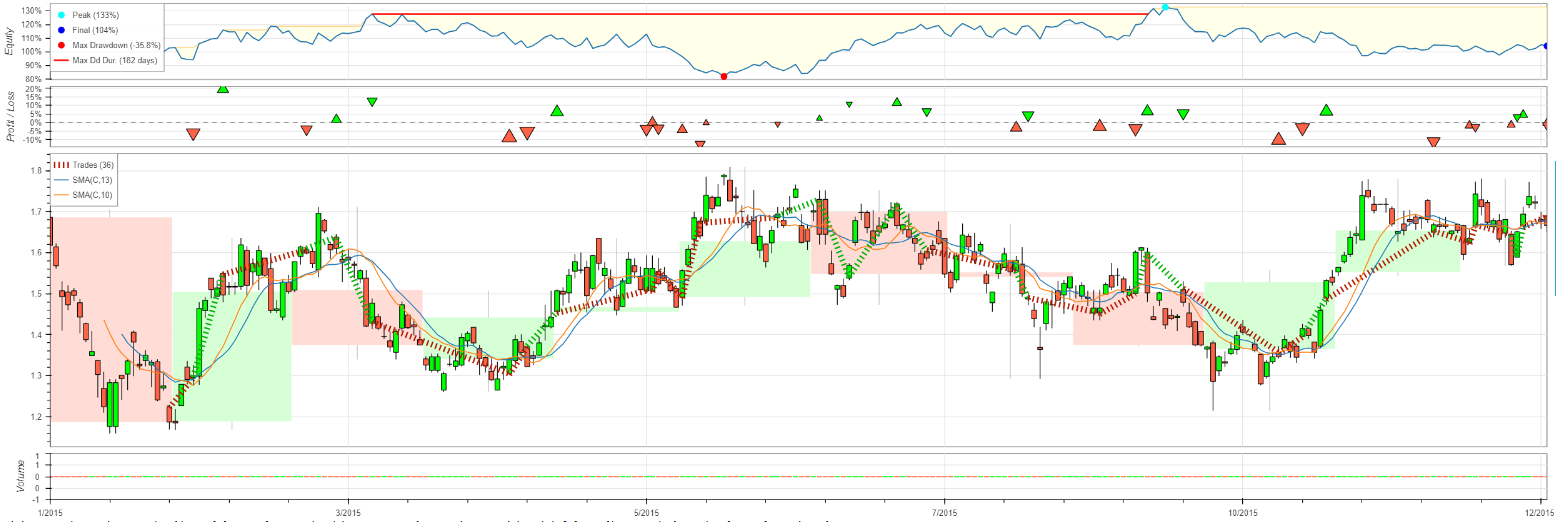 Equity
130%
120%
110%
100%
90%
80%
Peak (133%)
Final (104%)
Max Drawdown (-35.8%)
Max Dd Dur (182 days)
Profit / Loss
20%
15%
10%
5%
0%
-5%
-10%
Trades (36)
SMA(C,13)
SMA(C,10)
1.8
1.7
1.6
1.5
1.4
1.3
1.2
Volume
1
1
0
0
-1
1/2015 3/2015 5/2015 7/2015 10/2015 12/2015